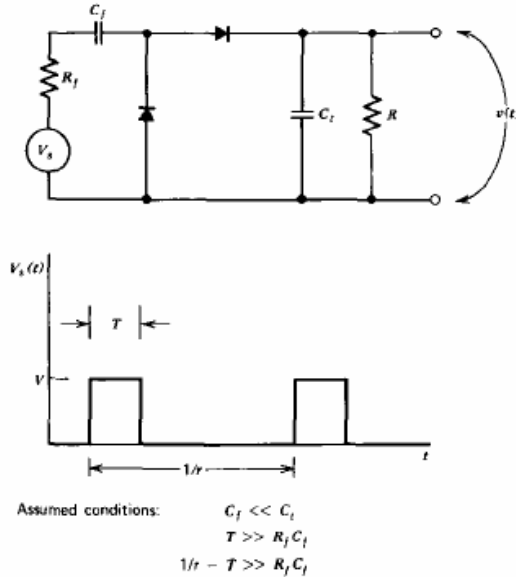 C_f
R_f
V_s
C_t
R
v(t)
V_s(t)
T
V
1/r
t
Assumed conditions:
C_f << C_t
T >> R_f C_f
1/r − T >> R_f C_f